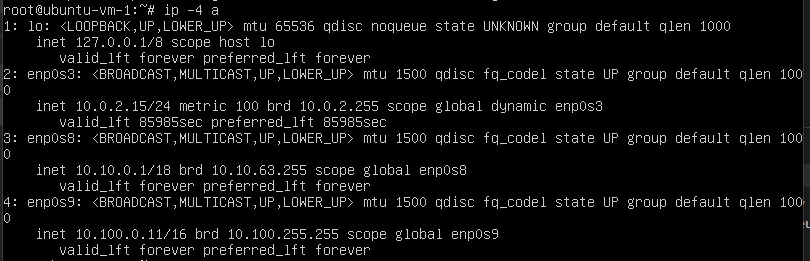 root@ubuntu-vm-1:~# ip -4 a
1: lo: <LOOPBACK,UP,LOWER_UP> mtu 65536 qdisc noqueue state UNKNOWN group default qlen 1000
    inet 127.0.0.1/8 scope host lo
       valid_lft forever preferred_lft forever
2: enp0s3: <BROADCAST,MULTICAST,UP,LOWER_UP> mtu 1500 qdisc fq_codel state UP group default qlen 100
0
    inet 10.0.2.15/24 metric 100 brd 10.0.2.255 scope global dynamic enp0s3
       valid_lft 85985sec preferred_lft 85985sec
3: enp0s8: <BROADCAST,MULTICAST,UP,LOWER_UP> mtu 1500 qdisc fq_codel state UP group default qlen 100
0
    inet 10.10.0.1/18 brd 10.10.63.255 scope global enp0s8
       valid_lft forever preferred_lft forever
4: enp0s9: <BROADCAST,MULTICAST,UP,LOWER_UP> mtu 1500 qdisc fq_codel state UP group default qlen 100
0
    inet 10.100.0.11/16 brd 10.100.255.255 scope global enp0s9
       valid_lft forever preferred_lft forever